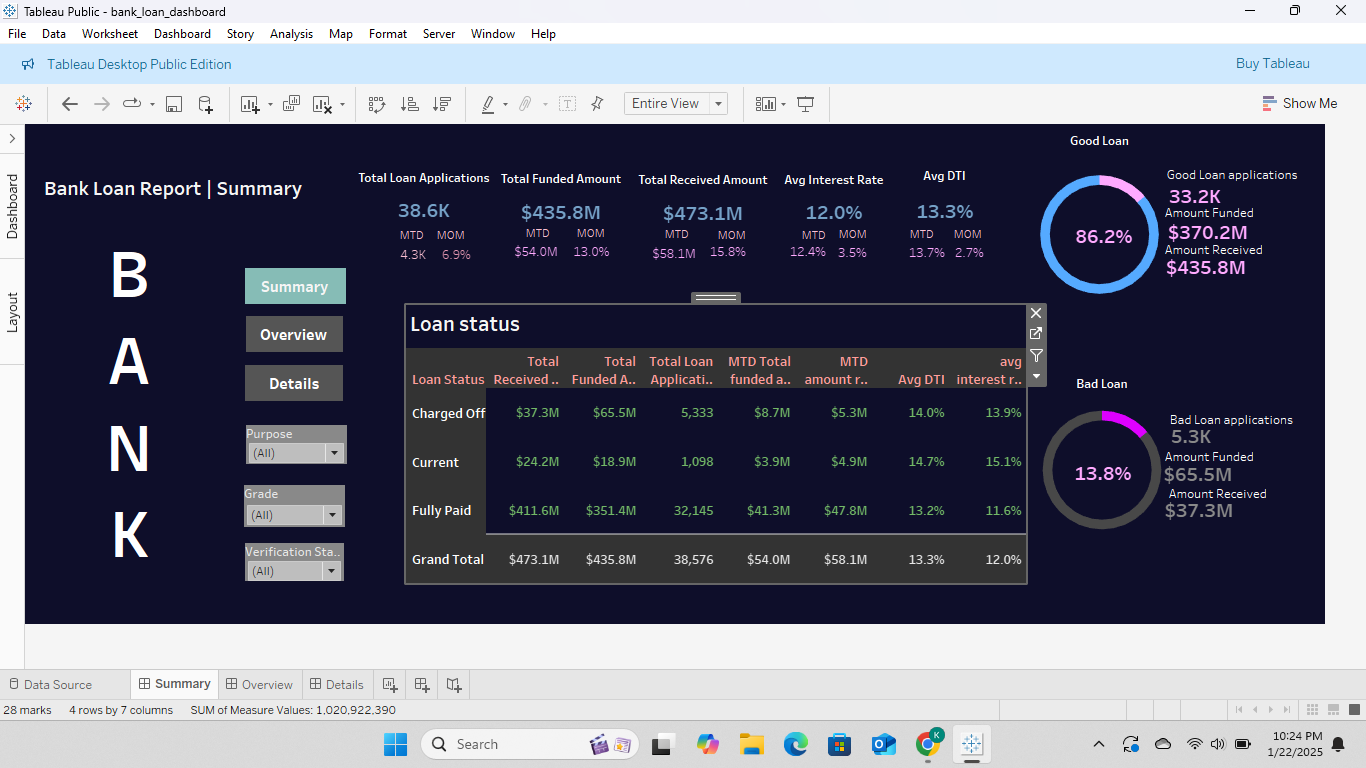 Tableau Public - bank_loan_dashboard
File Data Worksheet Dashboard Story Analysis Map Format Server Window Help
Tableau Desktop Public Edition
Buy Tableau
Entire View
Show Me
Dashboard
Layout
Bank Loan Report | Summary
B
A
N
K
Summary
Overview
Details
Purpose
(All)
Grade
(All)
Verification Sta..
(All)
Total Loan Applications
38.6K
MTD MOM
4.3K 6.9%
Total Funded Amount
$435.8M
MTD MOM
$54.0M 13.0%
Total Received Amount
$473.1M
MTD MOM
$58.1M 15.8%
Avg Interest Rate
12.0%
MTD MOM
12.4% 3.5%
Avg DTI
13.3%
MTD MOM
13.7% 2.7%
Good Loan
86.2%
Good Loan applications
33.2K
Amount Funded
$370.2M
Amount Received
$435.8M
Loan status
Loan Status Total Received .. Total Funded A.. Total Loan Applicati.. MTD Total funded a.. MTD amount r.. Avg DTI avg interest r..
Charged Off $37.3M $65.5M 5,333 $8.7M $5.3M 14.0% 13.9%
Current $24.2M $18.9M 1,098 $3.9M $4.9M 14.7% 15.1%
Fully Paid $411.6M $351.4M 32,145 $41.3M $47.8M 13.2% 11.6%
Grand Total $473.1M $435.8M 38,576 $54.0M $58.1M 13.3% 12.0%
Bad Loan
13.8%
Bad Loan applications
5.3K
Amount Funded
$65.5M
Amount Received
$37.3M
Data Source Summary Overview Details
28 marks 4 rows by 7 columns SUM of Measure Values: 1,020,922,390
Search
K
10:24 PM
1/22/2025